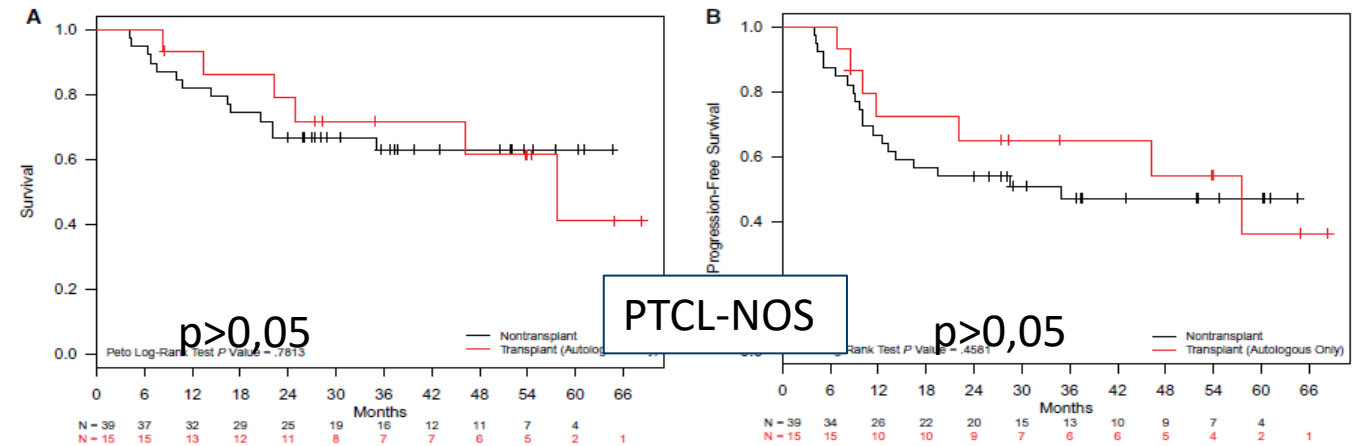 A
Survival
1.0
0.8
0.6
0.4
0.2
0.0
p>0,05
Peto Log-Rank Test P Value = .7813
Nontransplant
Transplant (Autologous
0 6 12 18 24 30 36 42 48 54 60 66
Months
N = 39 37 32 29 25 19 16 12 11 7 4
N = 15 15 13 12 11 8 7 7 6 5 2 1
PTCL-NOS
B
Progression-Free Survival
1.0
0.8
0.6
0.4
p>0,05
Rank Test P Value = .4581
Nontransplant
Transplant (Autologous Only)
0 6 12 18 24 30 36 42 48 54 60 66
Months
N = 39 34 26 22 20 15 13 10 9 7 4
N = 15 15 10 10 9 7 6 6 5 4 2 1